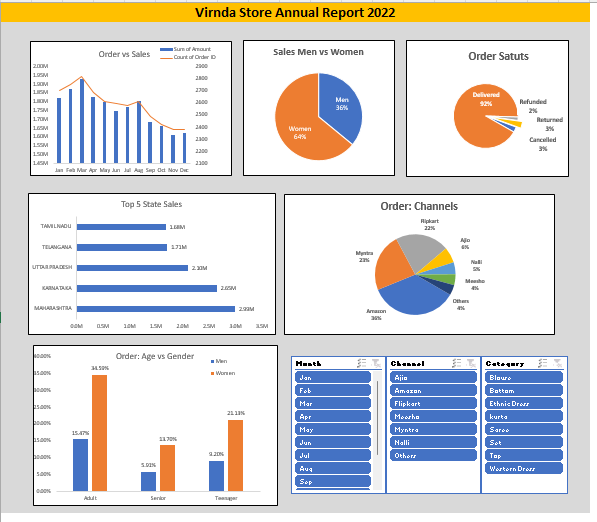 Virnda Store Annual Report 2022
Order vs Sales
Sum of Amount
Count of Order ID
2.00M
1.95M
1.90M
1.85M
1.80M
1.75M
1.70M
1.65M
1.60M
1.55M
1.50M
1.45M
2900
2800
2700
2600
2500
2400
2300
2200
2100
Jan Feb Mar Apr May Jun Jul Aug Sep Oct Nov Dec
Sales Men vs Women
Men
36%
Women
64%
Order Satuts
Delivered
92%
Refunded
2%
Returned
3%
Cancelled
3%
Top 5 State Sales
TAMILNADU
1.68M
TELANGANA
1.71M
UTTAR PRADESH
2.10M
KARNATAKA
2.65M
MAHARASHTRA
2.99M
0.0M 0.5M 1.0M 1.5M 2.0M 2.5M 3.0M 3.5M
Order: Channels
Flipkart
22%
Ajio
6%
Myntra
23%
Nalli
5%
Meesho
4%
Others
4%
Amazon
36%
Order: Age vs Gender
Men
Women
40.00%
35.00%
30.00%
25.00%
20.00%
15.00%
10.00%
5.00%
0.00%
15.47%
34.59%
5.91%
13.70%
9.20%
21.13%
Adult Senior Teenager
Month
Jan
Feb
Mar
Apr
May
Jun
Jul
Aug
Sep
Channel
Ajio
Amazon
Flipkart
Meesho
Myntra
Nalli
Others
Category
Blouse
Bottom
Ethnic Dress
kurta
Saree
Set
Top
Western Dress